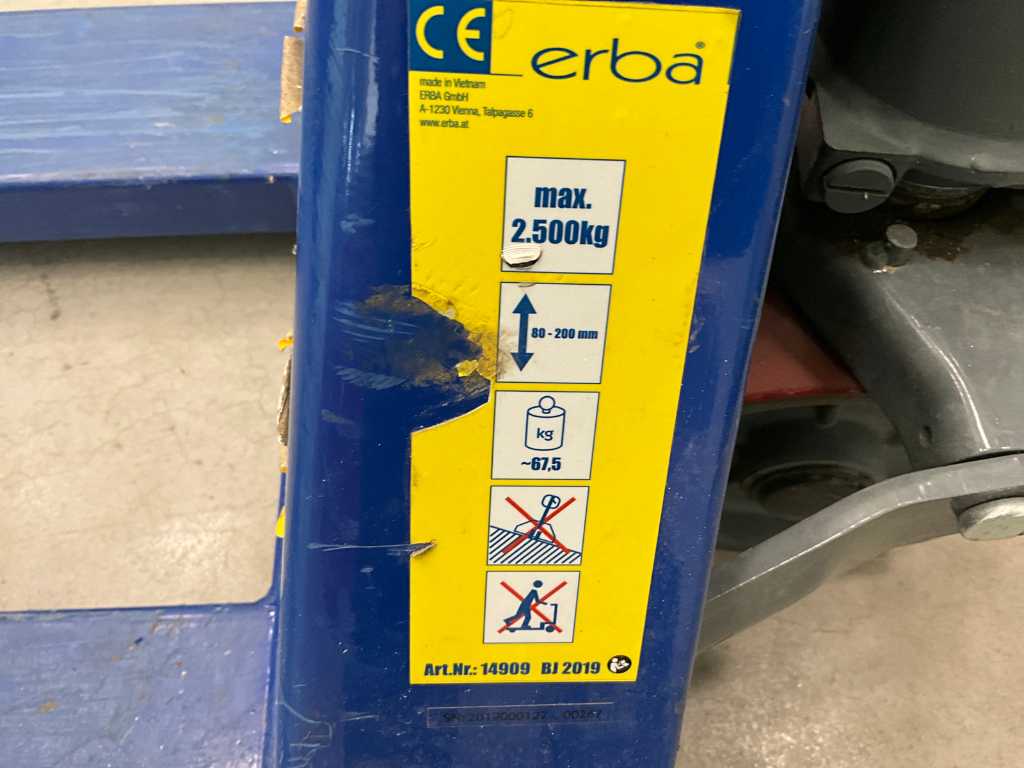 CE
erba®
made in Vietnam
ERBA GmbH
A-1230 Vienna, Talpagasse 6
www.erba.at
max.
2.500kg
80 - 200 mm
kg
~67,5
Art.Nr.: 14909 BJ 2019